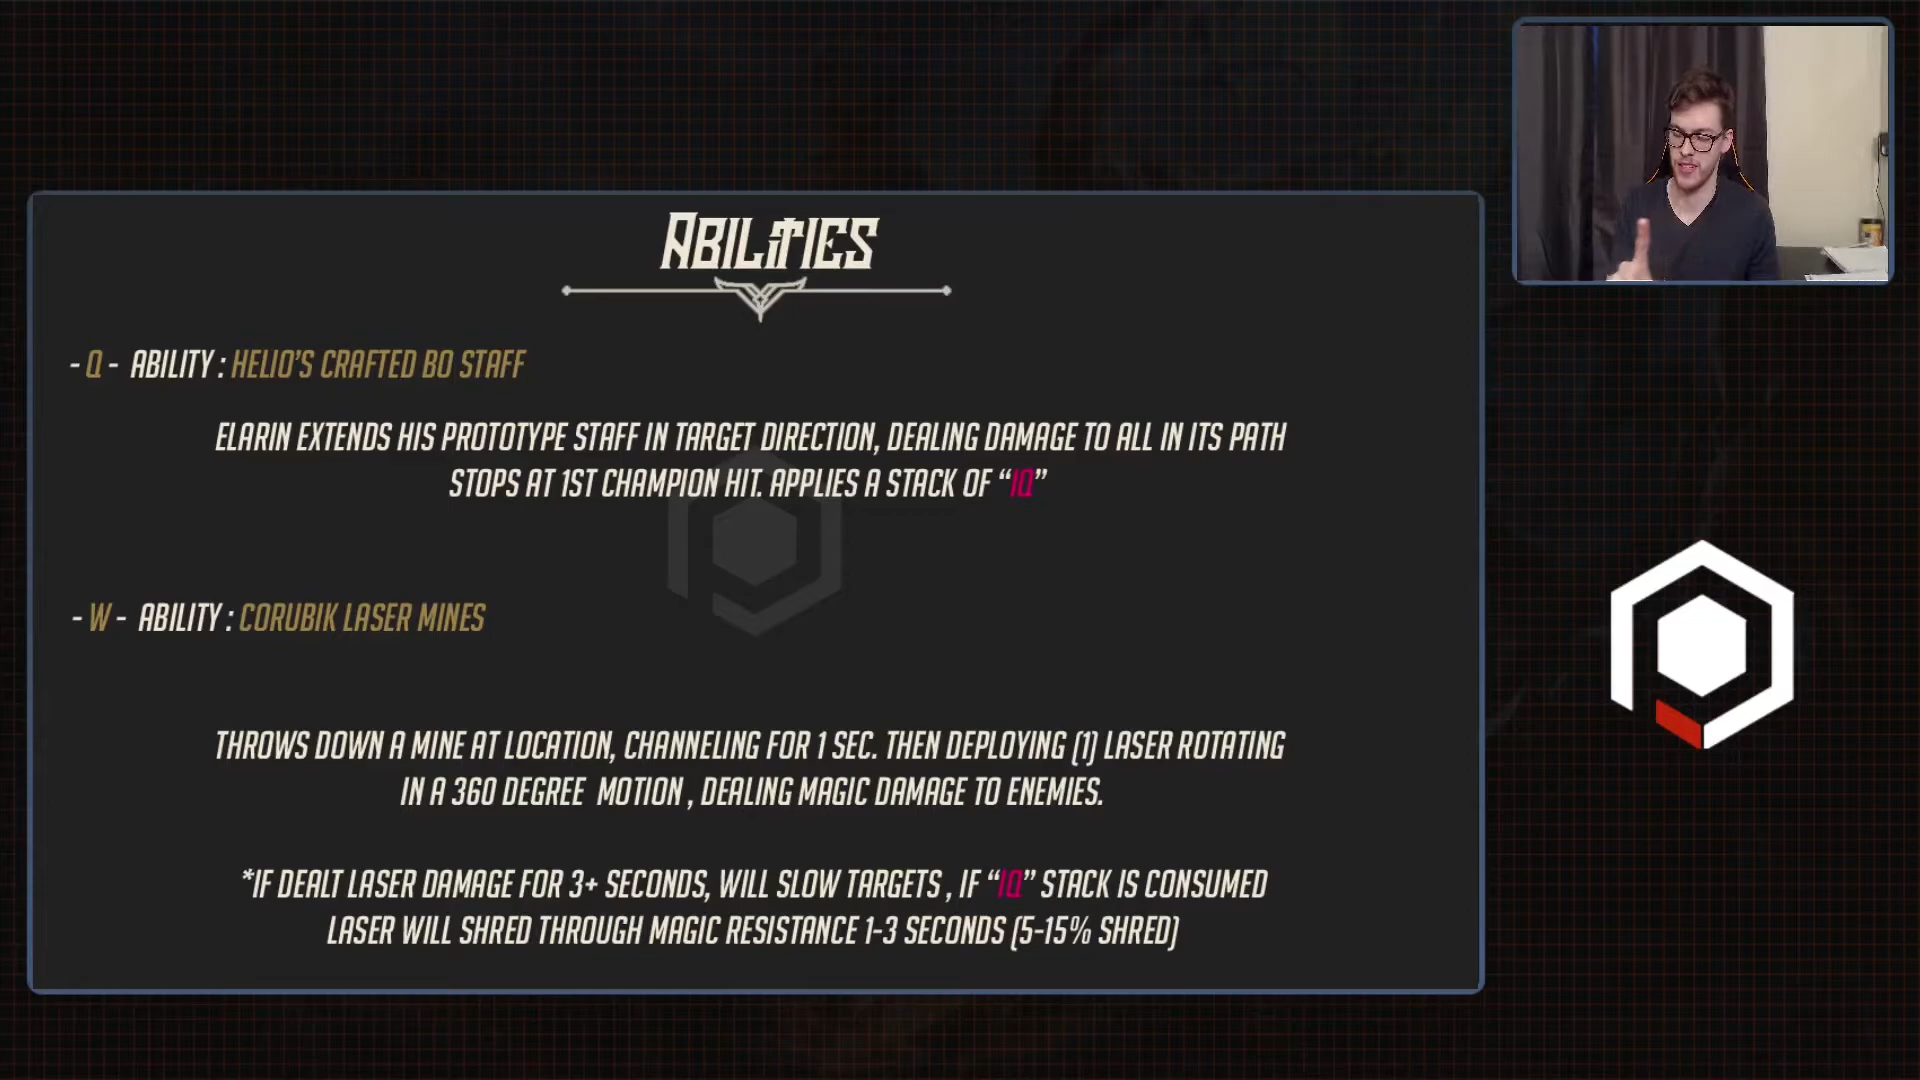 ABILITIES
- Q - ABILITY : HELIO'S CRAFTED BO STAFF
ELARIN EXTENDS HIS PROTOTYPE STAFF IN TARGET DIRECTION, DEALING DAMAGE TO ALL IN ITS PATH
STOPS AT 1ST CHAMPION HIT. APPLIES A STACK OF “IQ”
- W - ABILITY : CORUBIK LASER MINES
THROWS DOWN A MINE AT LOCATION, CHANNELING FOR 1 SEC. THEN DEPLOYING (1) LASER ROTATING
IN A 360 DEGREE MOTION , DEALING MAGIC DAMAGE TO ENEMIES.
*IF DEALT LASER DAMAGE FOR 3+ SECONDS, WILL SLOW TARGETS , IF “IQ” STACK IS CONSUMED
LASER WILL SHRED THROUGH MAGIC RESISTANCE 1-3 SECONDS (5-15% SHRED)